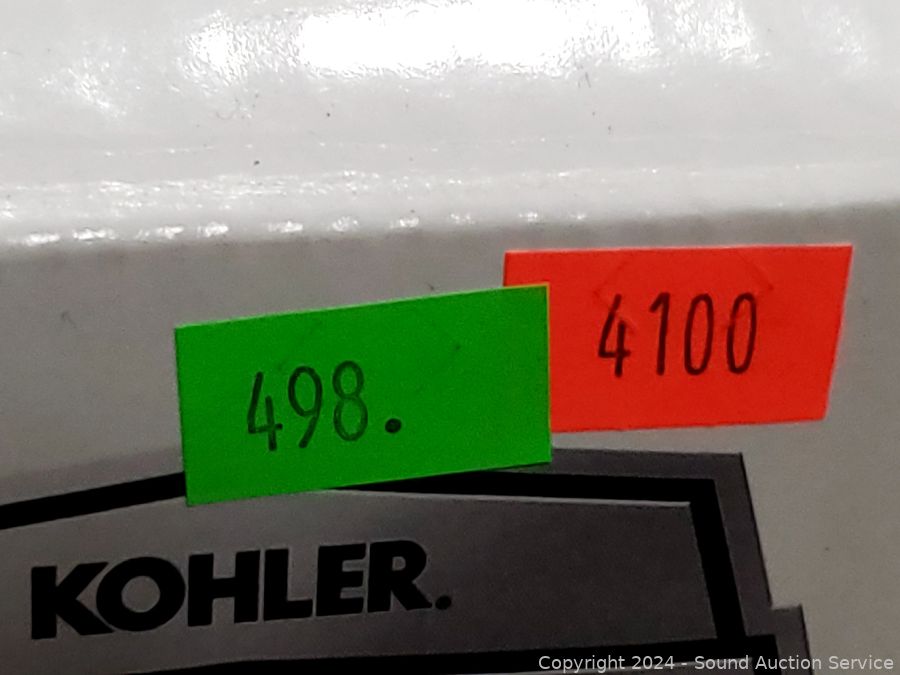 4100
498.
KOHLER.
Copyright 2024 - Sound Auction Service